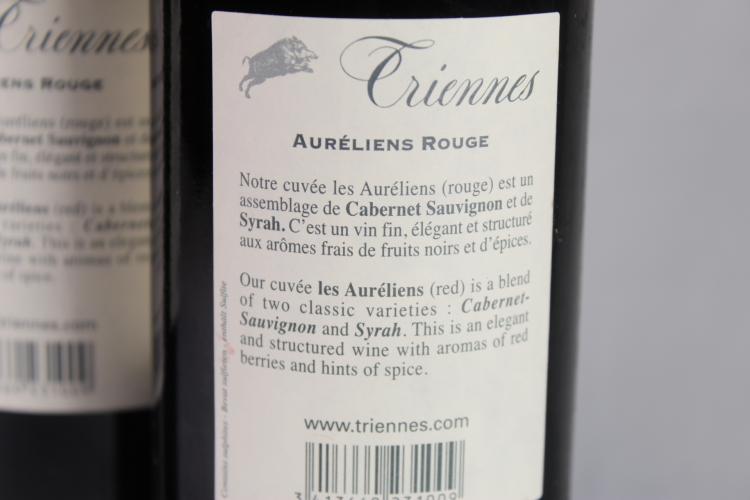 Triennes
AURÉLIENS ROUGE
Notre cuvée les Auréliens (rouge) est un
assemblage de Cabernet Sauvignon et de
Syrah. C'est un vin fin, élégant et structuré
aux arômes frais de fruits noirs et d'épices.
Our cuvée les Auréliens (red) is a blend
of two classic varieties : Cabernet-
Sauvignon and Syrah. This is an elegant
and structured wine with aromas of red
berries and hints of spice.
www.triennes.com
Triennes
ENS ROUGE